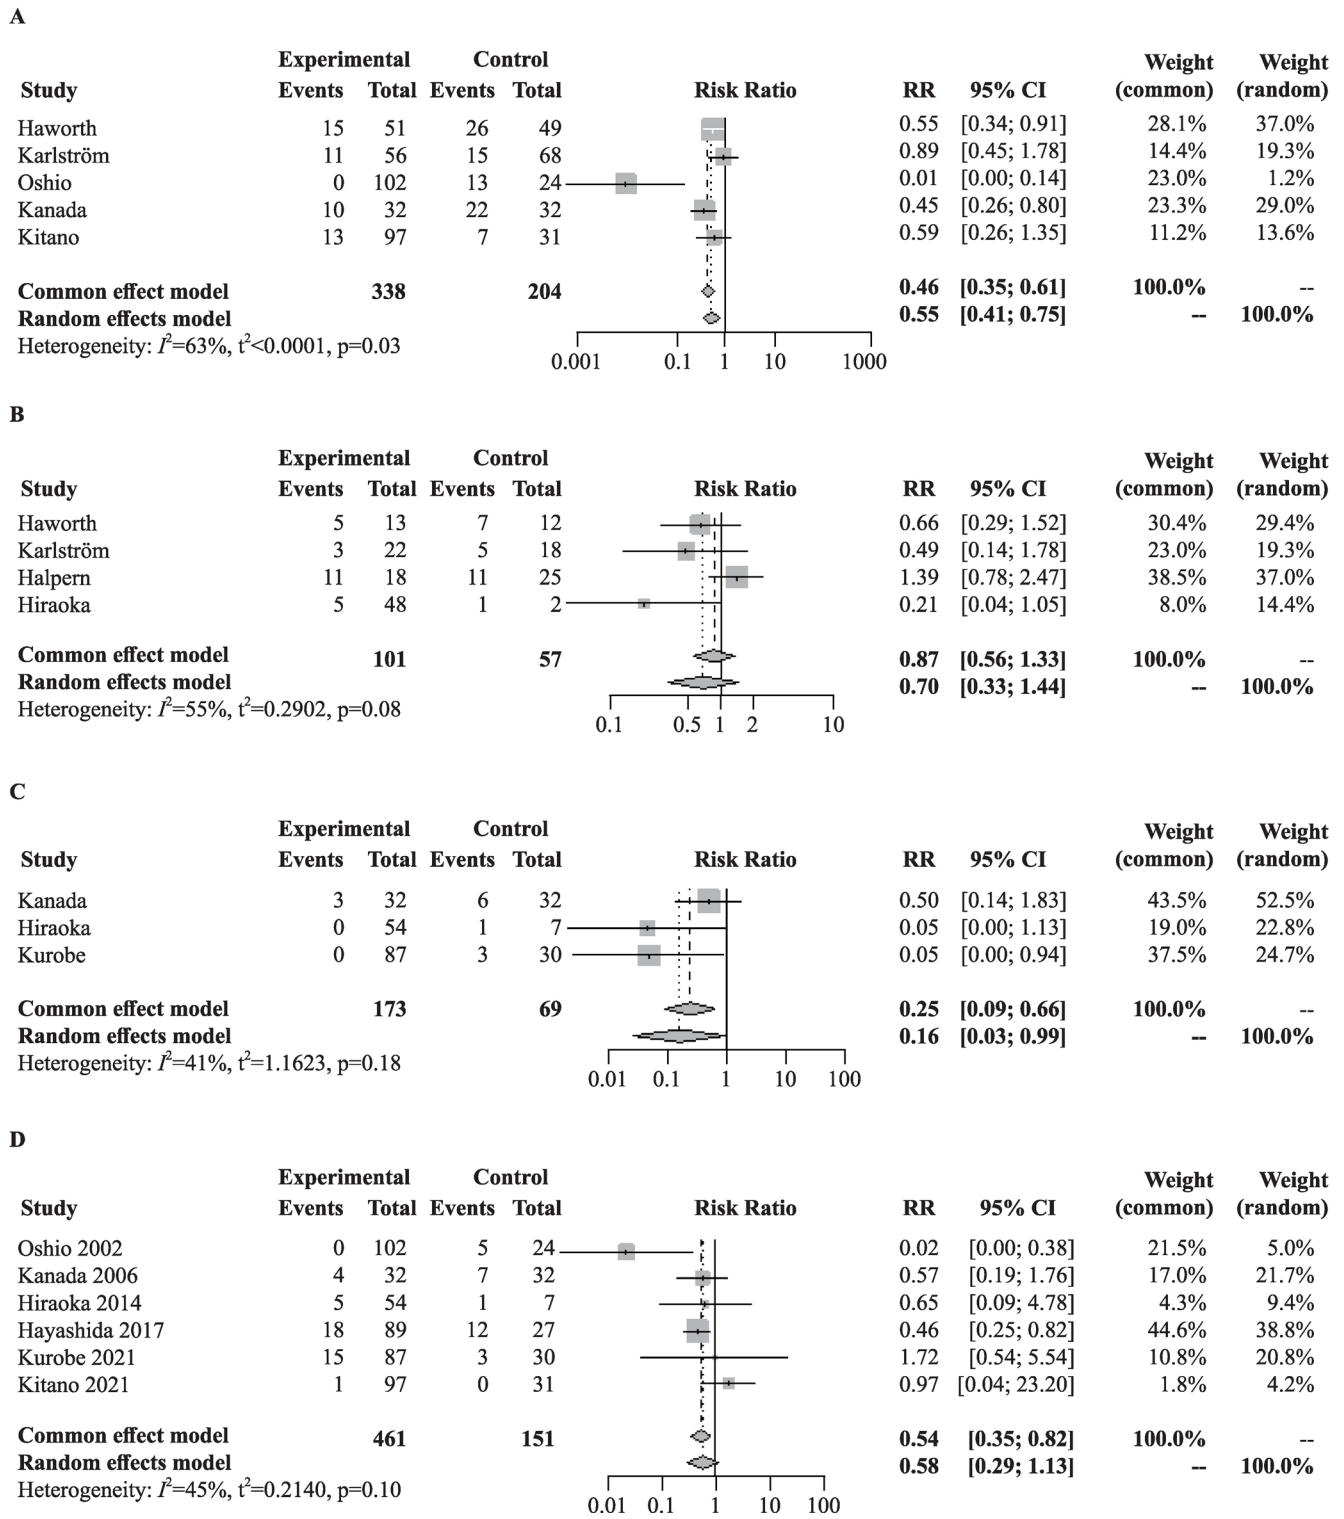 A
Experimental Control Weight Weight
Study Events Total Events Total Risk Ratio RR 95% CI (common) (random)
Haworth 15 51 26 49 0.55 [0.34; 0.91] 28.1% 37.0%
Karlström 11 56 15 68 0.89 [0.45; 1.78] 14.4% 19.3%
Oshio 0 102 13 24 0.01 [0.00; 0.14] 23.0% 1.2%
Kanada 10 32 22 32 0.45 [0.26; 0.80] 23.3% 29.0%
Kitano 13 97 7 31 0.59 [0.26; 1.35] 11.2% 13.6%
Common effect model 338 204 0.46 [0.35; 0.61] 100.0% --
Random effects model 0.55 [0.41; 0.75] -- 100.0%
Heterogeneity: I²=63%, t²<0.0001, p=0.03
0.001 0.1 1 10 1000
B
Experimental Control Weight Weight
Study Events Total Events Total Risk Ratio RR 95% CI (common) (random)
Haworth 5 13 7 12 0.66 [0.29; 1.52] 30.4% 29.4%
Karlström 3 22 5 18 0.49 [0.14; 1.78] 23.0% 19.3%
Halpern 11 18 11 25 1.39 [0.78; 2.47] 38.5% 37.0%
Hiraoka 5 48 1 2 0.21 [0.04; 1.05] 8.0% 14.4%
Common effect model 101 57 0.87 [0.56; 1.33] 100.0% --
Random effects model 0.70 [0.33; 1.44] -- 100.0%
Heterogeneity: I²=55%, t²=0.2902, p=0.08
0.1 0.5 1 2 10
C
Experimental Control Weight Weight
Study Events Total Events Total Risk Ratio RR 95% CI (common) (random)
Kanada 3 32 6 32 0.50 [0.14; 1.83] 43.5% 52.5%
Hiraoka 0 54 1 7 0.05 [0.00; 1.13] 19.0% 22.8%
Kurobe 0 87 3 30 0.05 [0.00; 0.94] 37.5% 24.7%
Common effect model 173 69 0.25 [0.09; 0.66] 100.0% --
Random effects model 0.16 [0.03; 0.99] -- 100.0%
Heterogeneity: I²=41%, t²=1.1623, p=0.18
0.01 0.1 1 10 100
D
Experimental Control Weight Weight
Study Events Total Events Total Risk Ratio RR 95% CI (common) (random)
Oshio 2002 0 102 5 24 0.02 [0.00; 0.38] 21.5% 5.0%
Kanada 2006 4 32 7 32 0.57 [0.19; 1.76] 17.0% 21.7%
Hiraoka 2014 5 54 1 7 0.65 [0.09; 4.78] 4.3% 9.4%
Hayashida 2017 18 89 12 27 0.46 [0.25; 0.82] 44.6% 38.8%
Kurobe 2021 15 87 3 30 1.72 [0.54; 5.54] 10.8% 20.8%
Kitano 2021 1 97 0 31 0.97 [0.04; 23.20] 1.8% 4.2%
Common effect model 461 151 0.54 [0.35; 0.82] 100.0% --
Random effects model 0.58 [0.29; 1.13] -- 100.0%
Heterogeneity: I²=45%, t²=0.2140, p=0.10
0.01 0.1 1 10 100